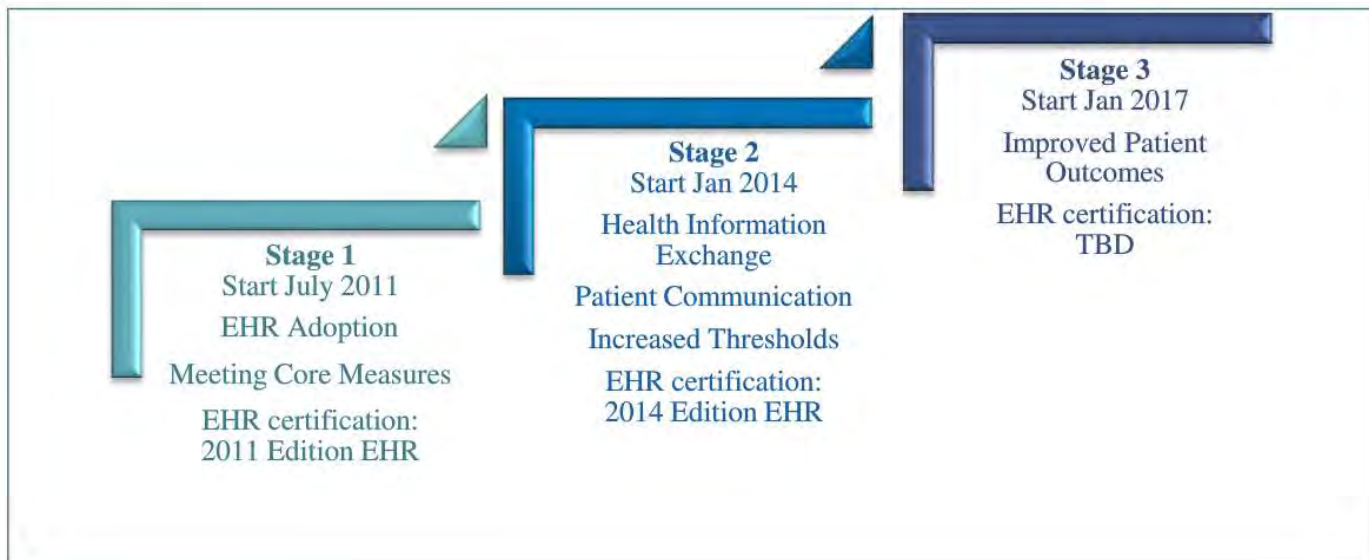 Stage 1
Start July 2011
EHR Adoption
Meeting Core Measures
EHR certification:
2011 Edition EHR
Stage 2
Start Jan 2014
Health Information
Exchange
Patient Communication
Increased Thresholds
EHR certification:
2014 Edition EHR
Stage 3
Start Jan 2017
Improved Patient
Outcomes
EHR certification:
TBD